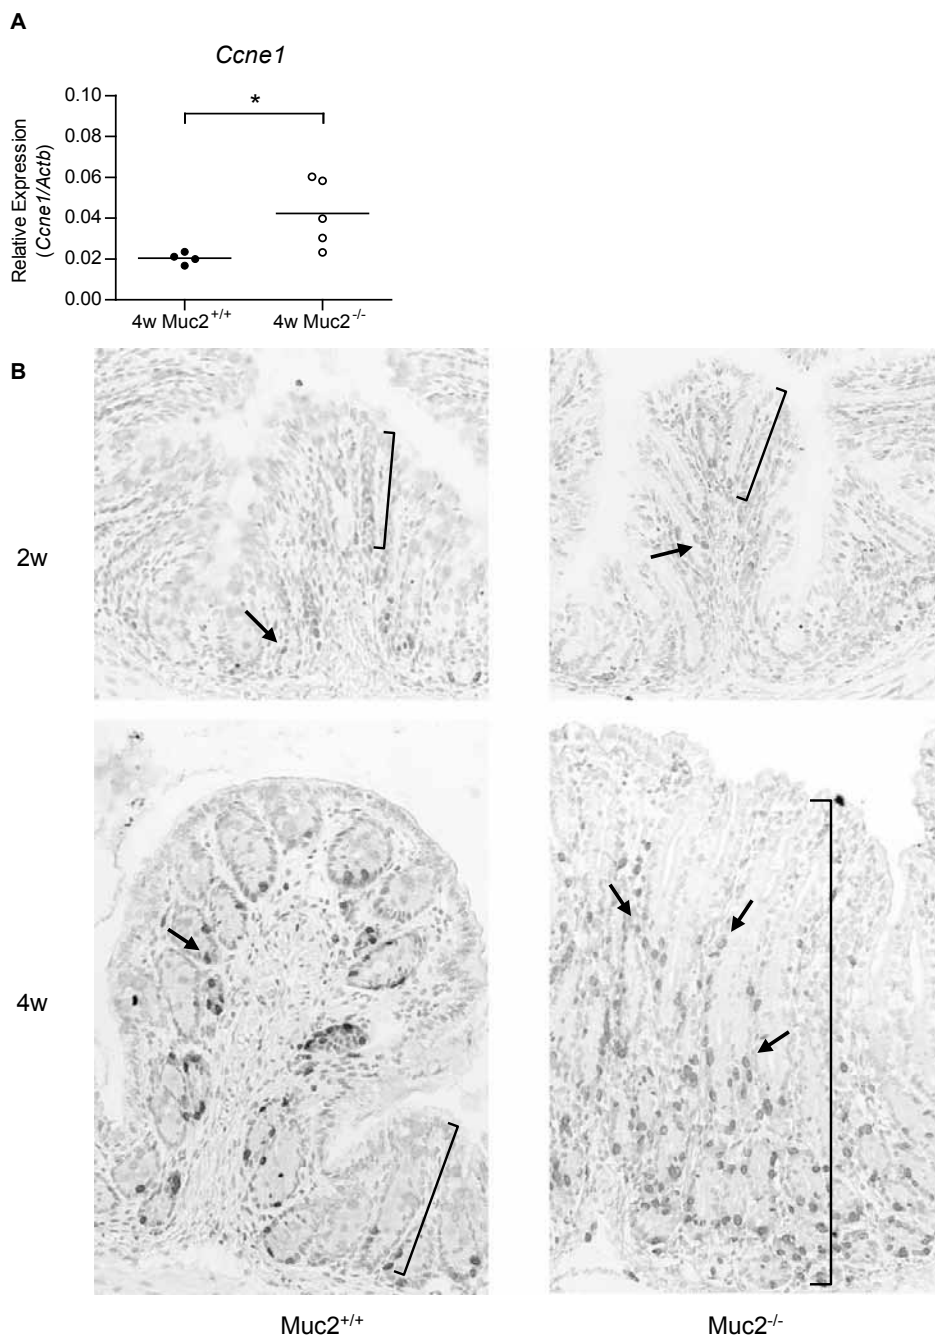 A
Ccne1
Relative Expression
(Ccne1/Actb)
0.10
0.08
0.06
0.04
0.02
0.00
*
4w Muc2+/+
4w Muc2-/-
B
2w
4w
Muc2+/+
Muc2-/-